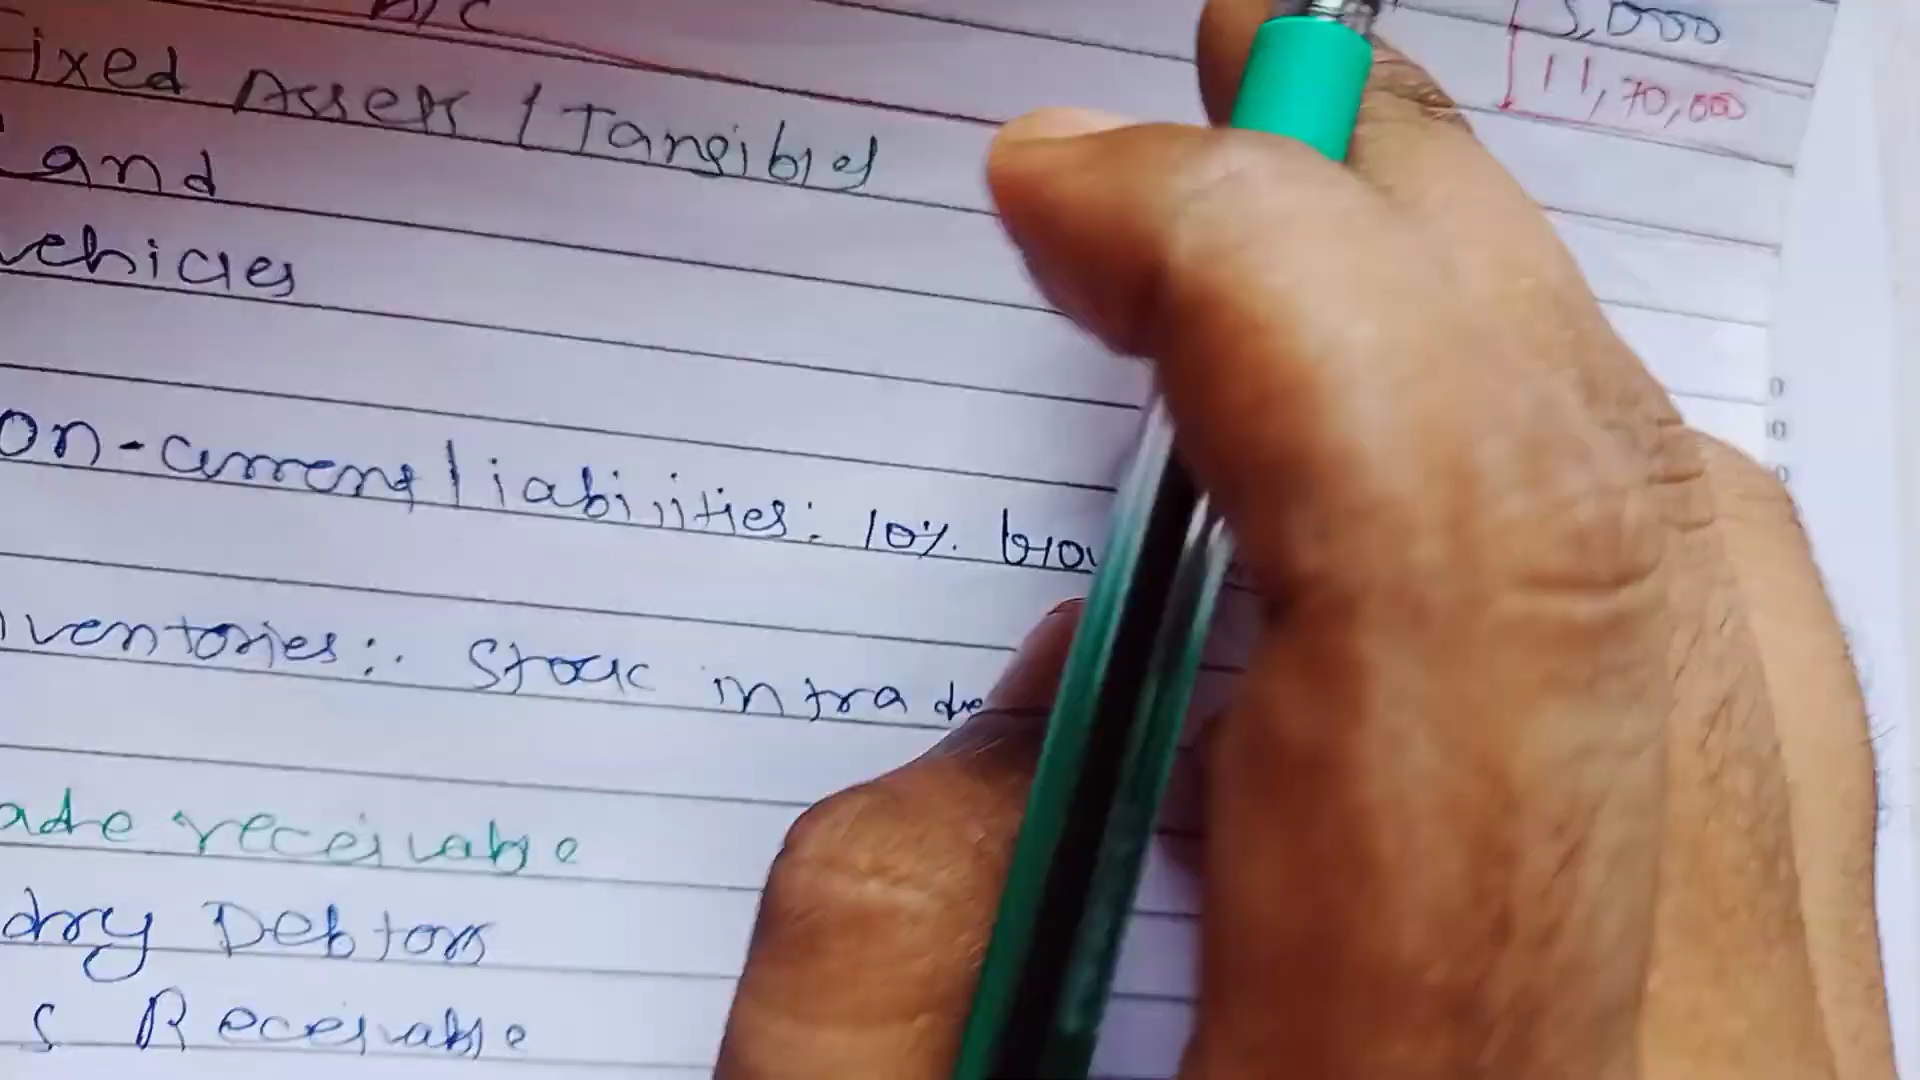 5,000
11,70,000
Fixed Assets / Tangibles
Land
vehicles
on-current liabilities: 10%
ventories:. Stock in trade
ade receivable
dry Debtors
s Receivable